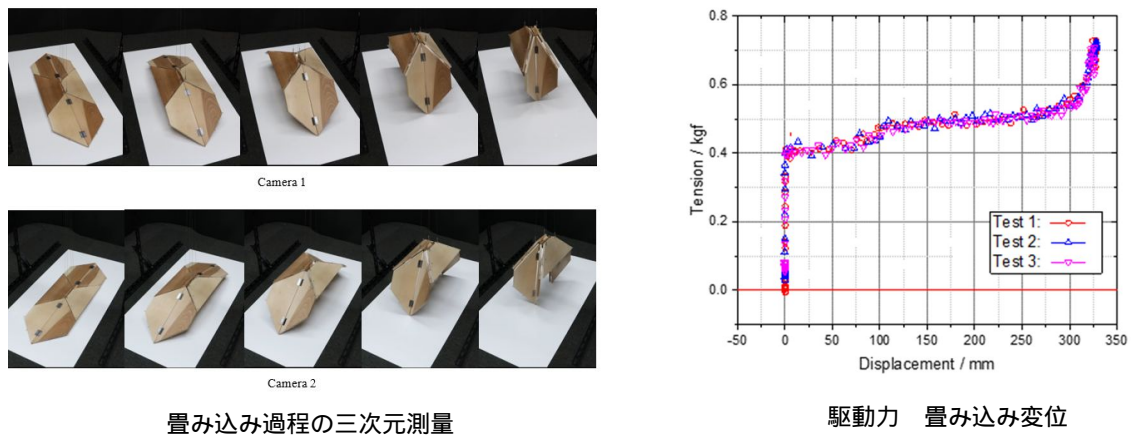 Camera 1
Camera 2
畳み込み過程の三次元測量
0.8
0.6
0.4
0.2
0.0
Tension / kgf
-50 0 50 100 150 200 250 300 350
Displacement / mm
Test 1:
Test 2:
Test 3:
駆動力 畳み込み変位